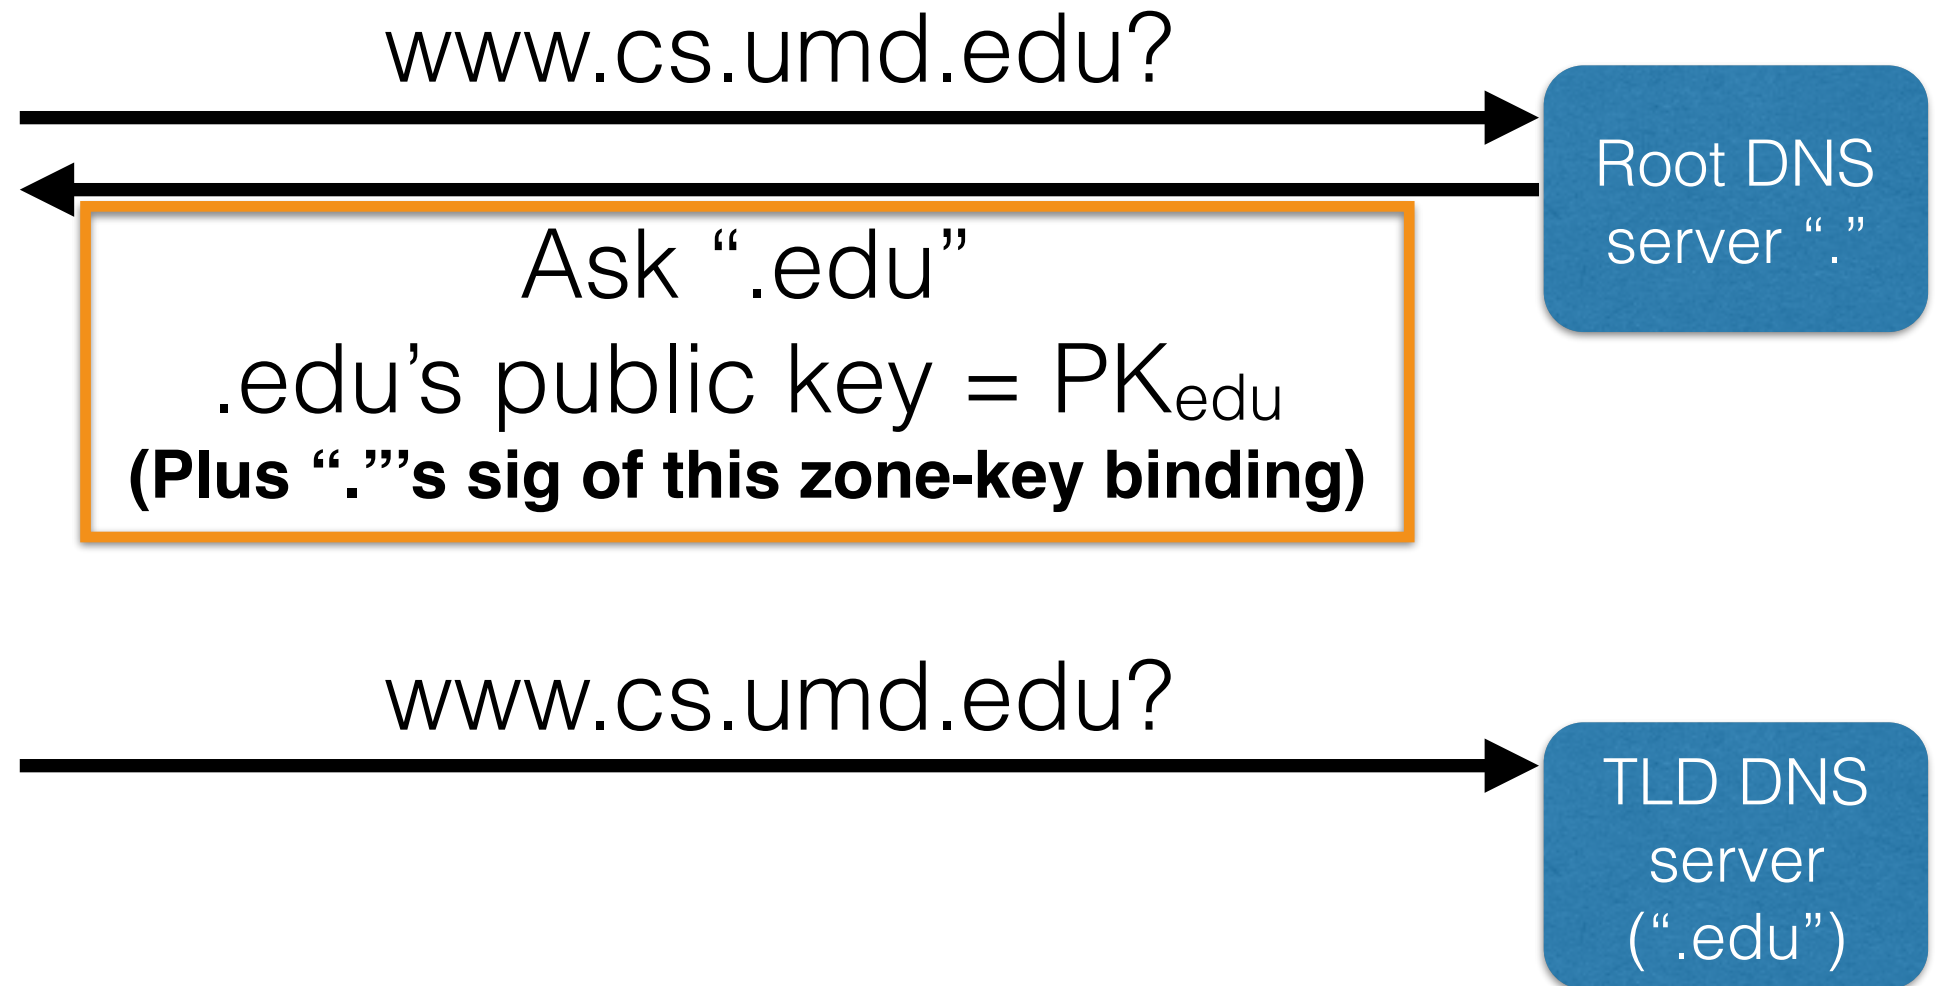 www.cs.umd.edu?
Root DNS
server “.”
Ask “.edu”
.edu’s public key = PKedu
(Plus “.”’s sig of this zone-key binding)
www.cs.umd.edu?
TLD DNS
server
(“.edu”)